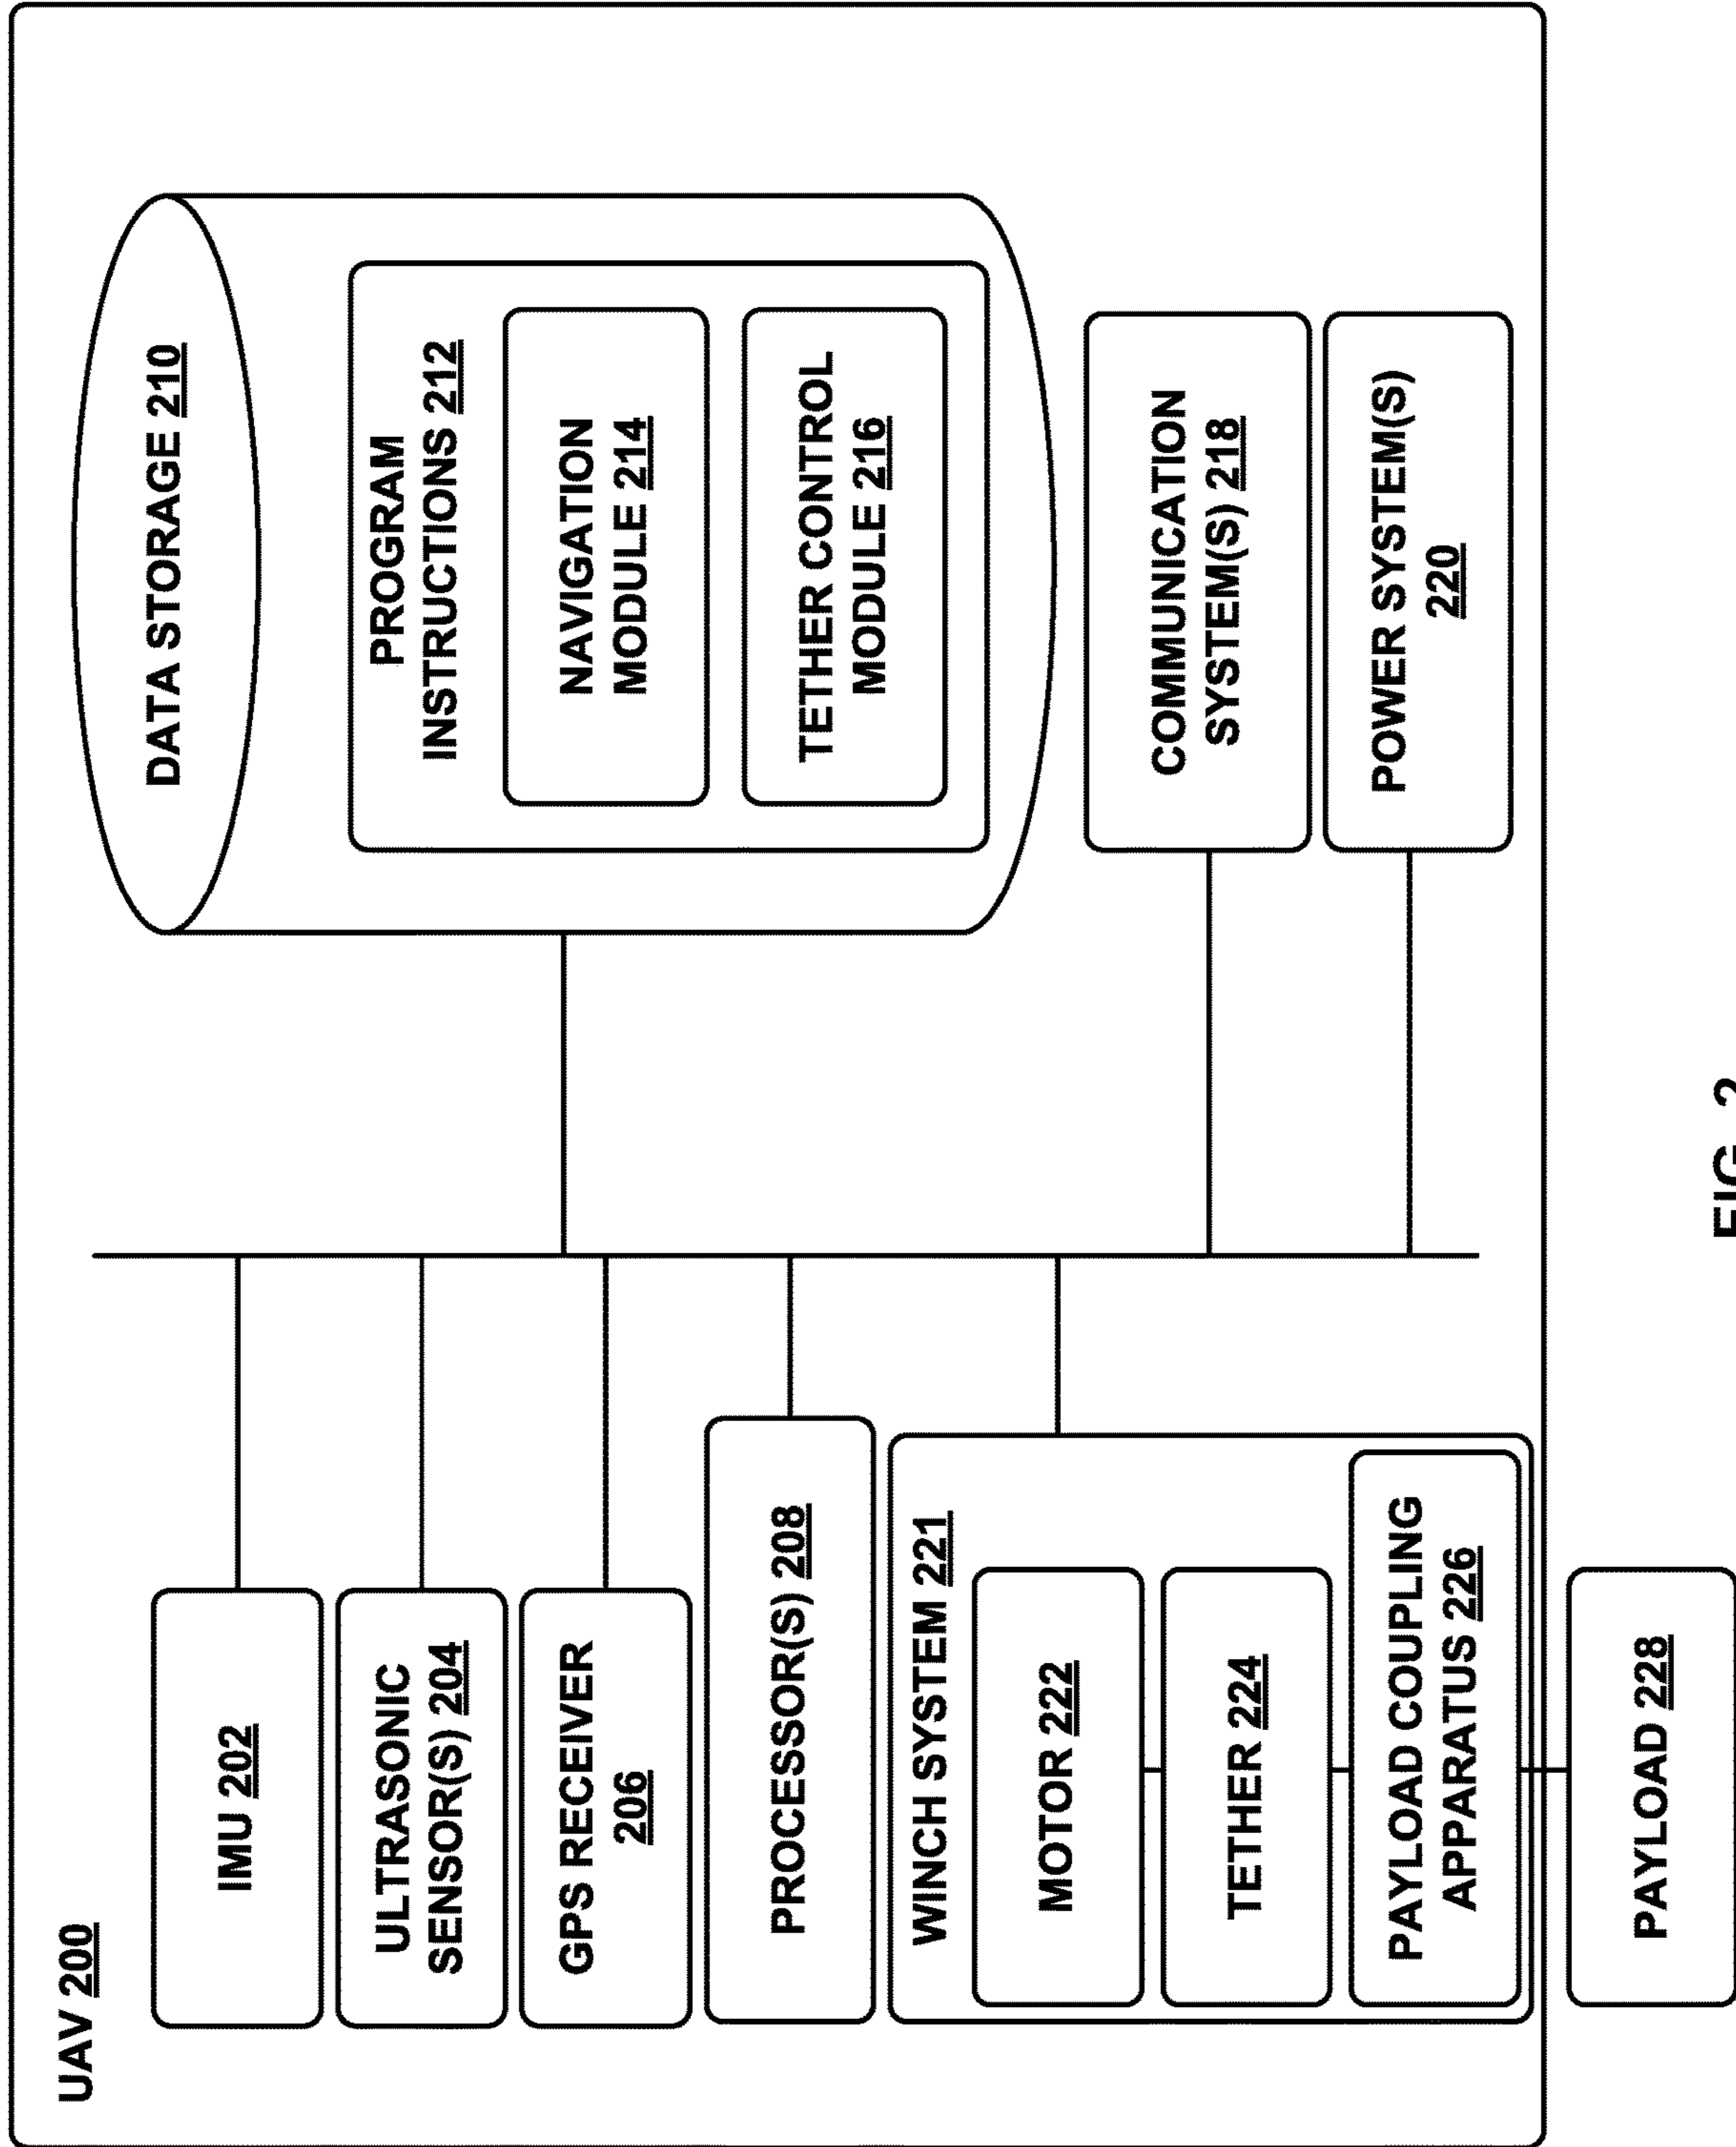 UAV 200
IMU 202
ULTRASONIC
SENSOR(S) 204
GPS RECEIVER
206
PROCESSOR(S) 208
WINCH SYSTEM 221
MOTOR 222
TETHER 224
PAYLOAD COUPLING
APPARATUS 226
PAYLOAD 228
DATA STORAGE 210
PROGRAM
INSTRUCTIONS 212
NAVIGATION
MODULE 214
TETHER CONTROL
MODULE 216
COMMUNICATION
SYSTEM(S) 218
POWER SYSTEM(S)
220
FIG. 2